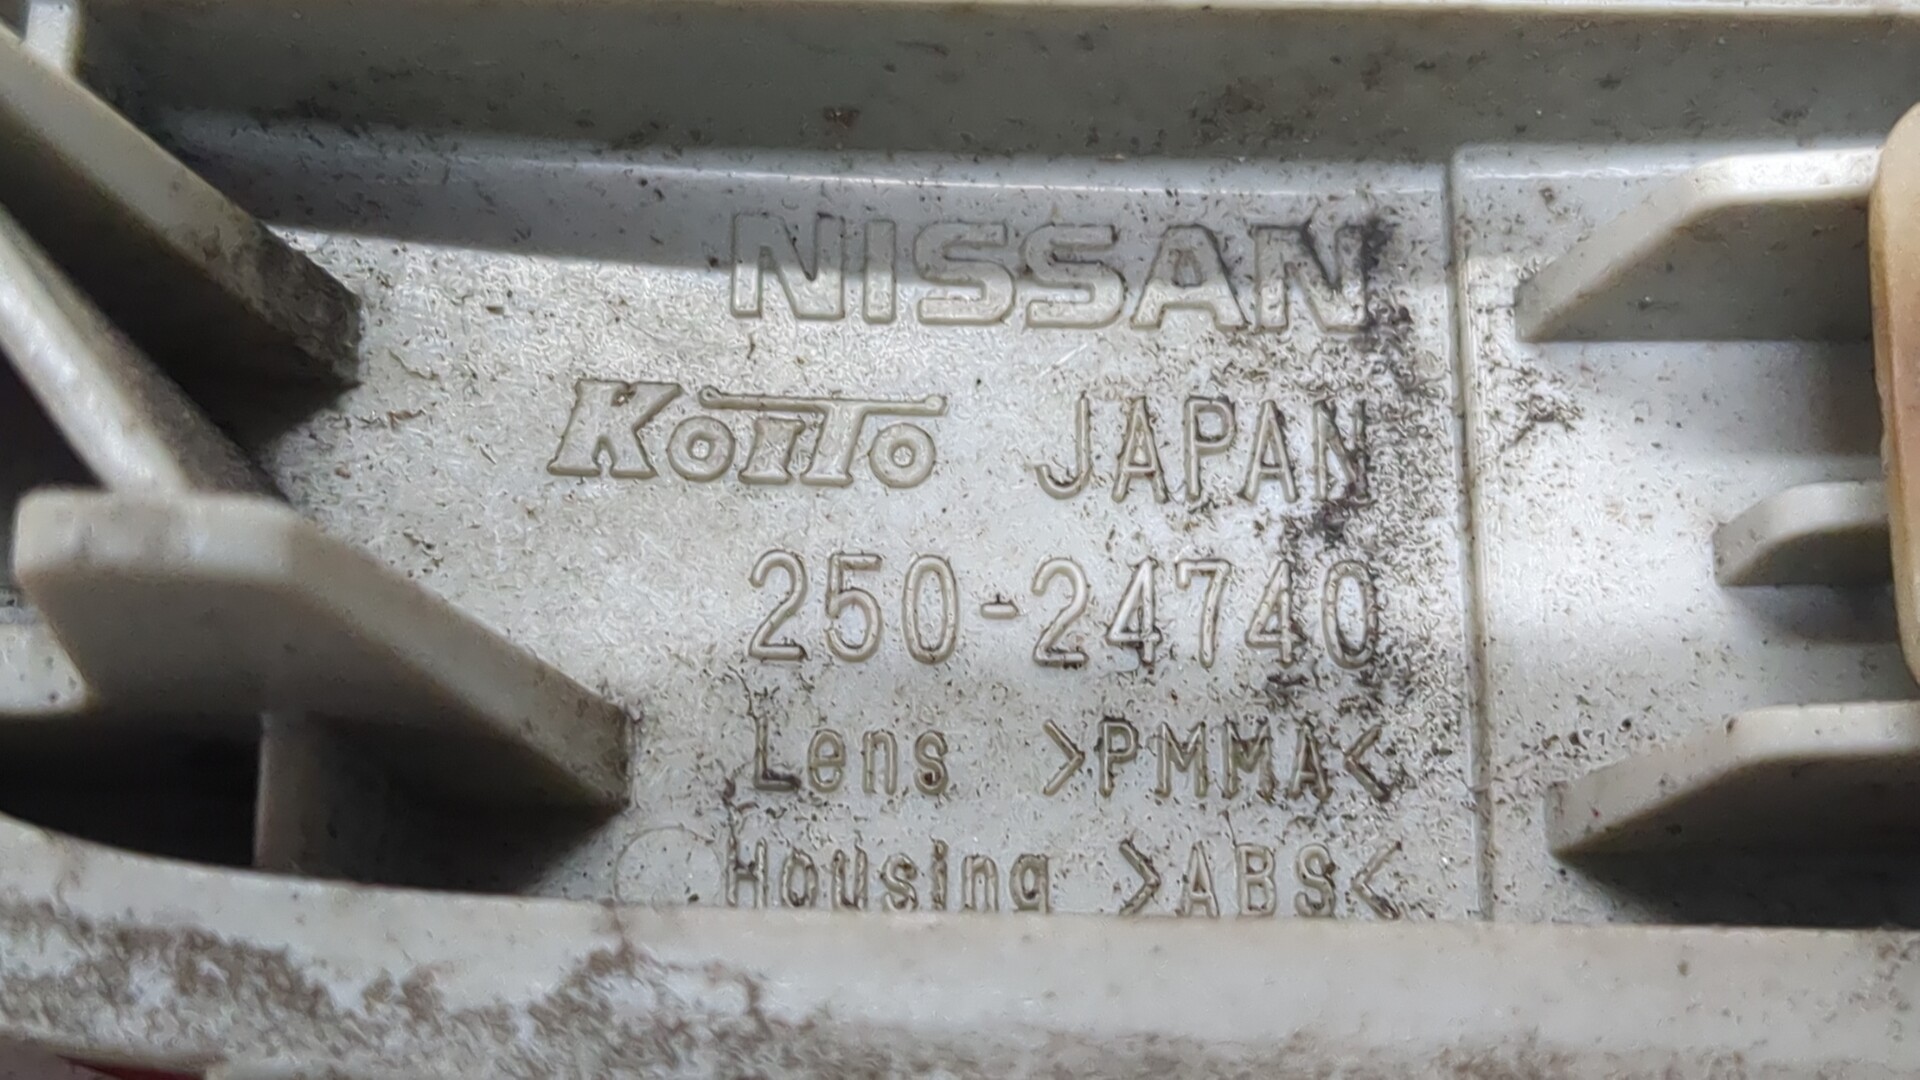 NISSAN
KOITO JAPAN
250-24740
Lens >PMMA<
Housing >ABS<